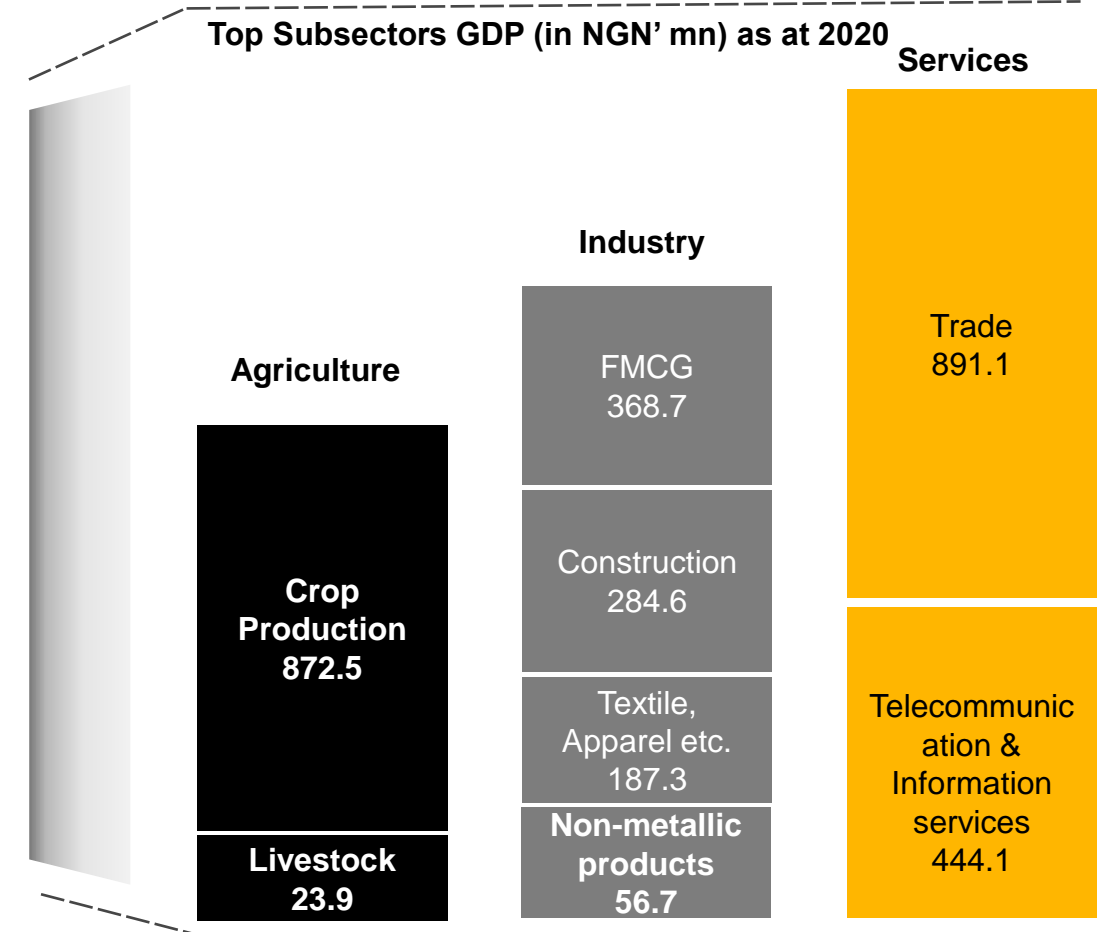 Top Subsectors GDP (in NGN’ mn) as at 2020
Services
Industry
Agriculture
Crop
Production
872.5
Livestock
23.9
FMCG
368.7
Construction
284.6
Textile,
Apparel etc.
187.3
Non-metallic
products
56.7
Trade
891.1
Telecommunic
ation &
Information
services
444.1